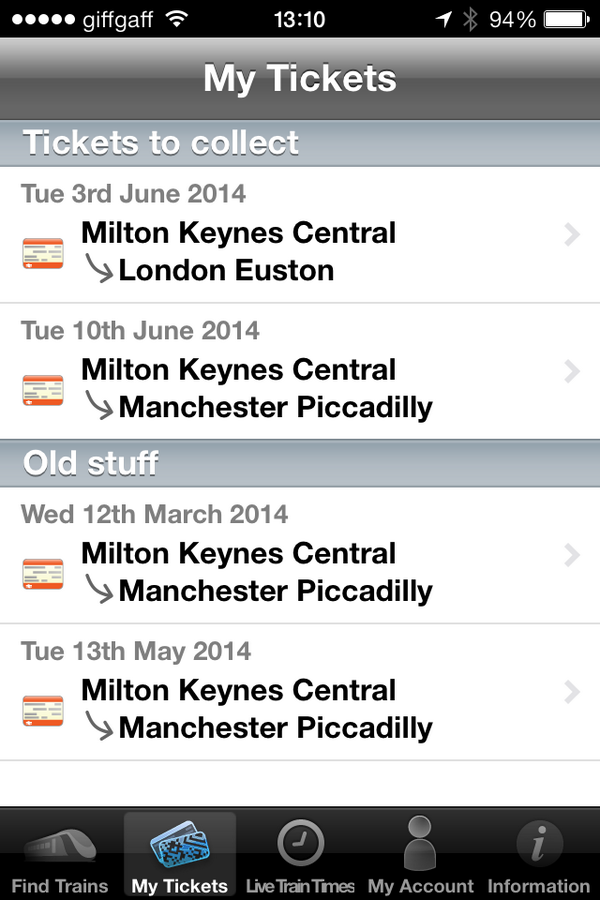 giffgaff 13:10 94%
My Tickets
Tickets to collect
Tue 3rd June 2014
Milton Keynes Central
London Euston
Tue 10th June 2014
Milton Keynes Central
Manchester Piccadilly
Old stuff
Wed 12th March 2014
Milton Keynes Central
Manchester Piccadilly
Tue 13th May 2014
Milton Keynes Central
Manchester Piccadilly
Find Trains My Tickets Live Train Times My Account Information